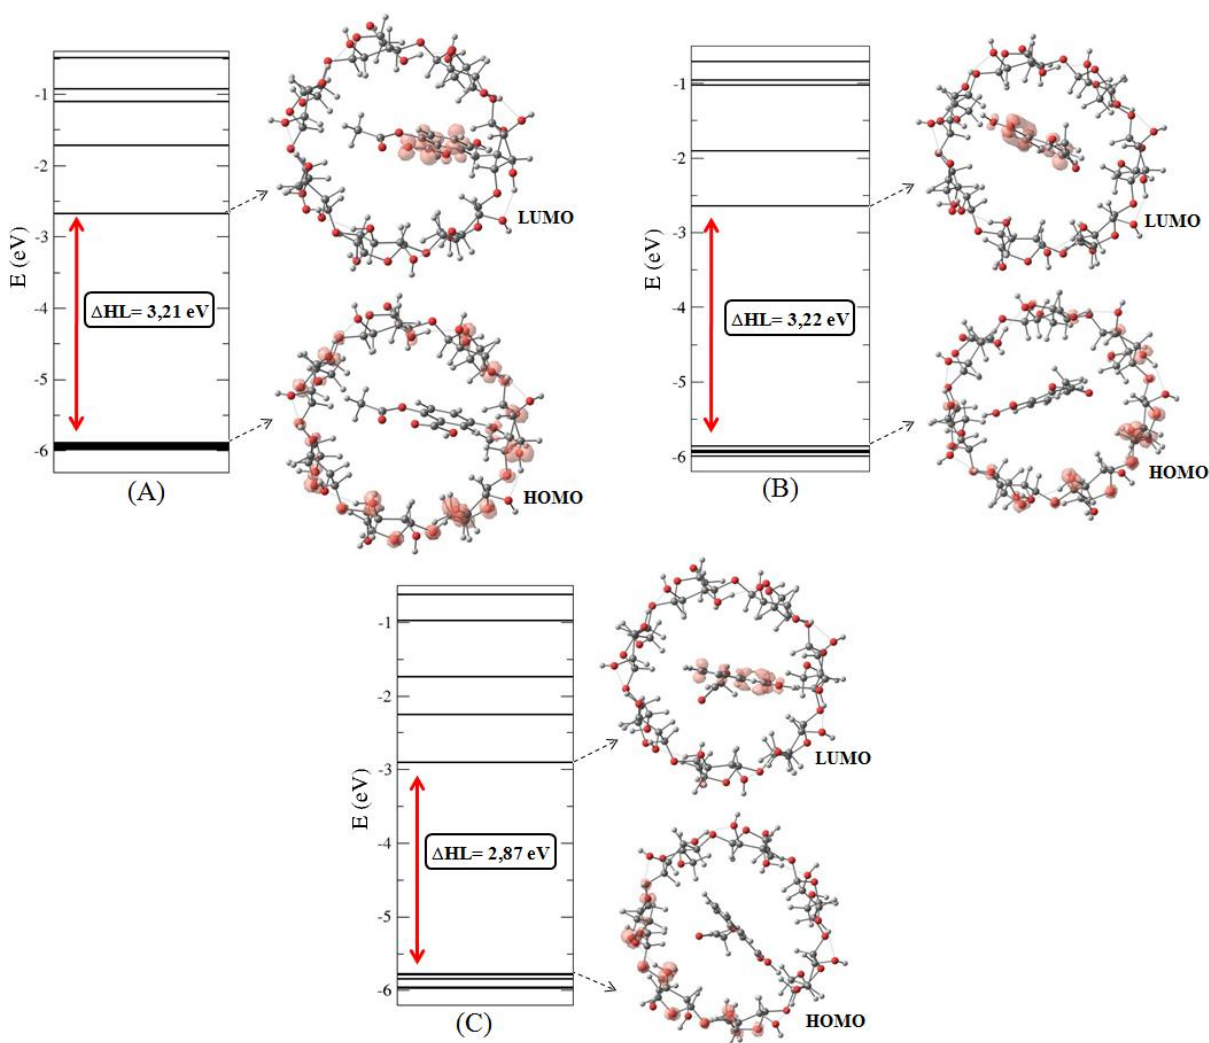 E (eV)
-1
-2
-3
-4
-5
-6
ΔHL= 3,21 eV
LUMO
HOMO
(A)
E (eV)
-1
-2
-3
-4
-5
-6
ΔHL= 3,22 eV
LUMO
HOMO
(B)
E (eV)
-1
-2
-3
-4
-5
-6
ΔHL= 2,87 eV
LUMO
HOMO
(C)